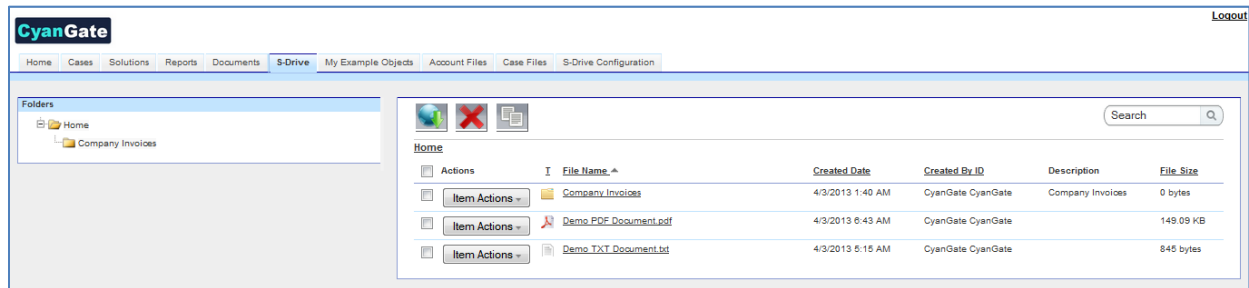 Logout
CyanGate
Home Cases Solutions Reports Documents S-Drive My Example Objects Account Files Case Files S-Drive Configuration
Folders
Home
Company Invoices
Search
Home
Actions T File Name Created Date Created By ID Description File Size
Item Actions Company Invoices 4/3/2013 1:40 AM CyanGate CyanGate Company Invoices 0 bytes
Item Actions Demo PDF Document.pdf 4/3/2013 6:43 AM CyanGate CyanGate 149.09 KB
Item Actions Demo TXT Document.txt 4/3/2013 5:15 AM CyanGate CyanGate 845 bytes